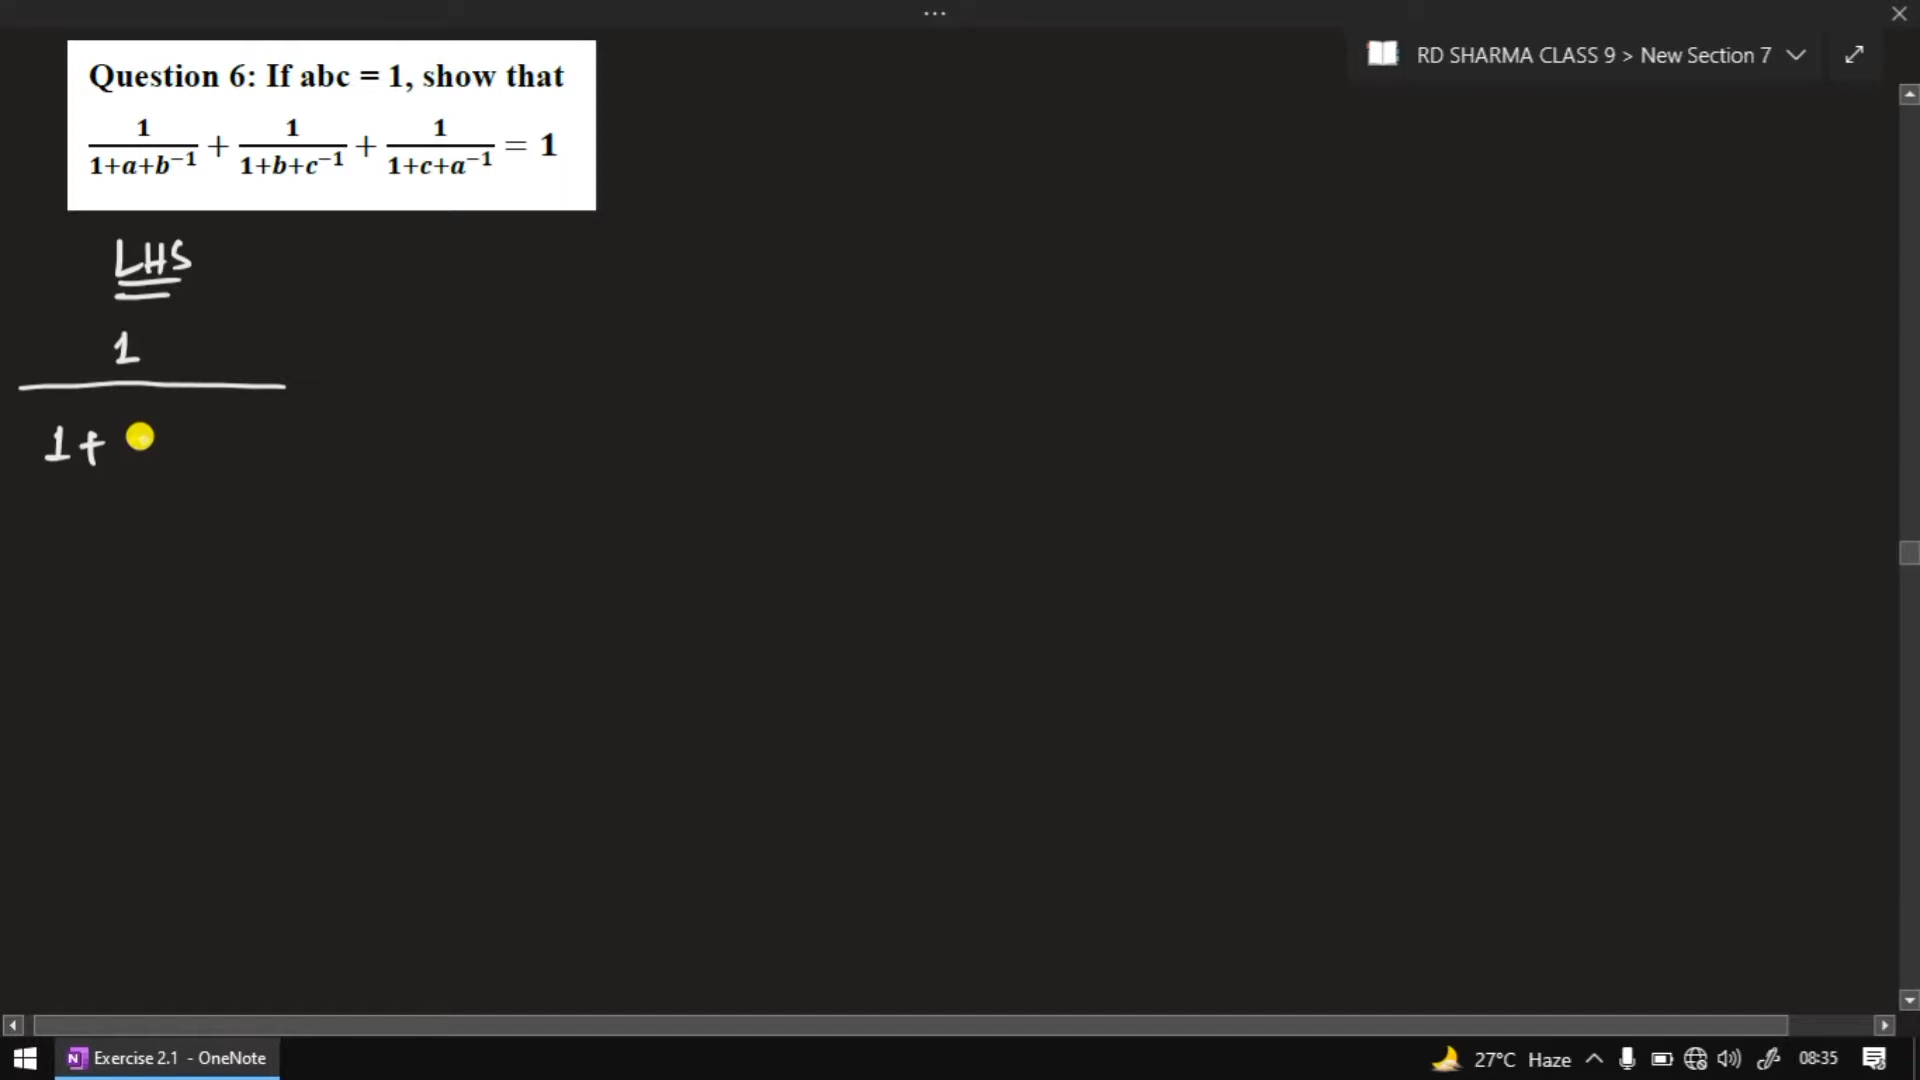 ...
RD SHARMA CLASS 9 > New Section 7
Question 6: If abc = 1, show that
1/(1+a+b⁻¹) + 1/(1+b+c⁻¹) + 1/(1+c+a⁻¹) = 1
LHS
1
1+
Exercise 2.1 - OneNote
27°C Haze
08:35